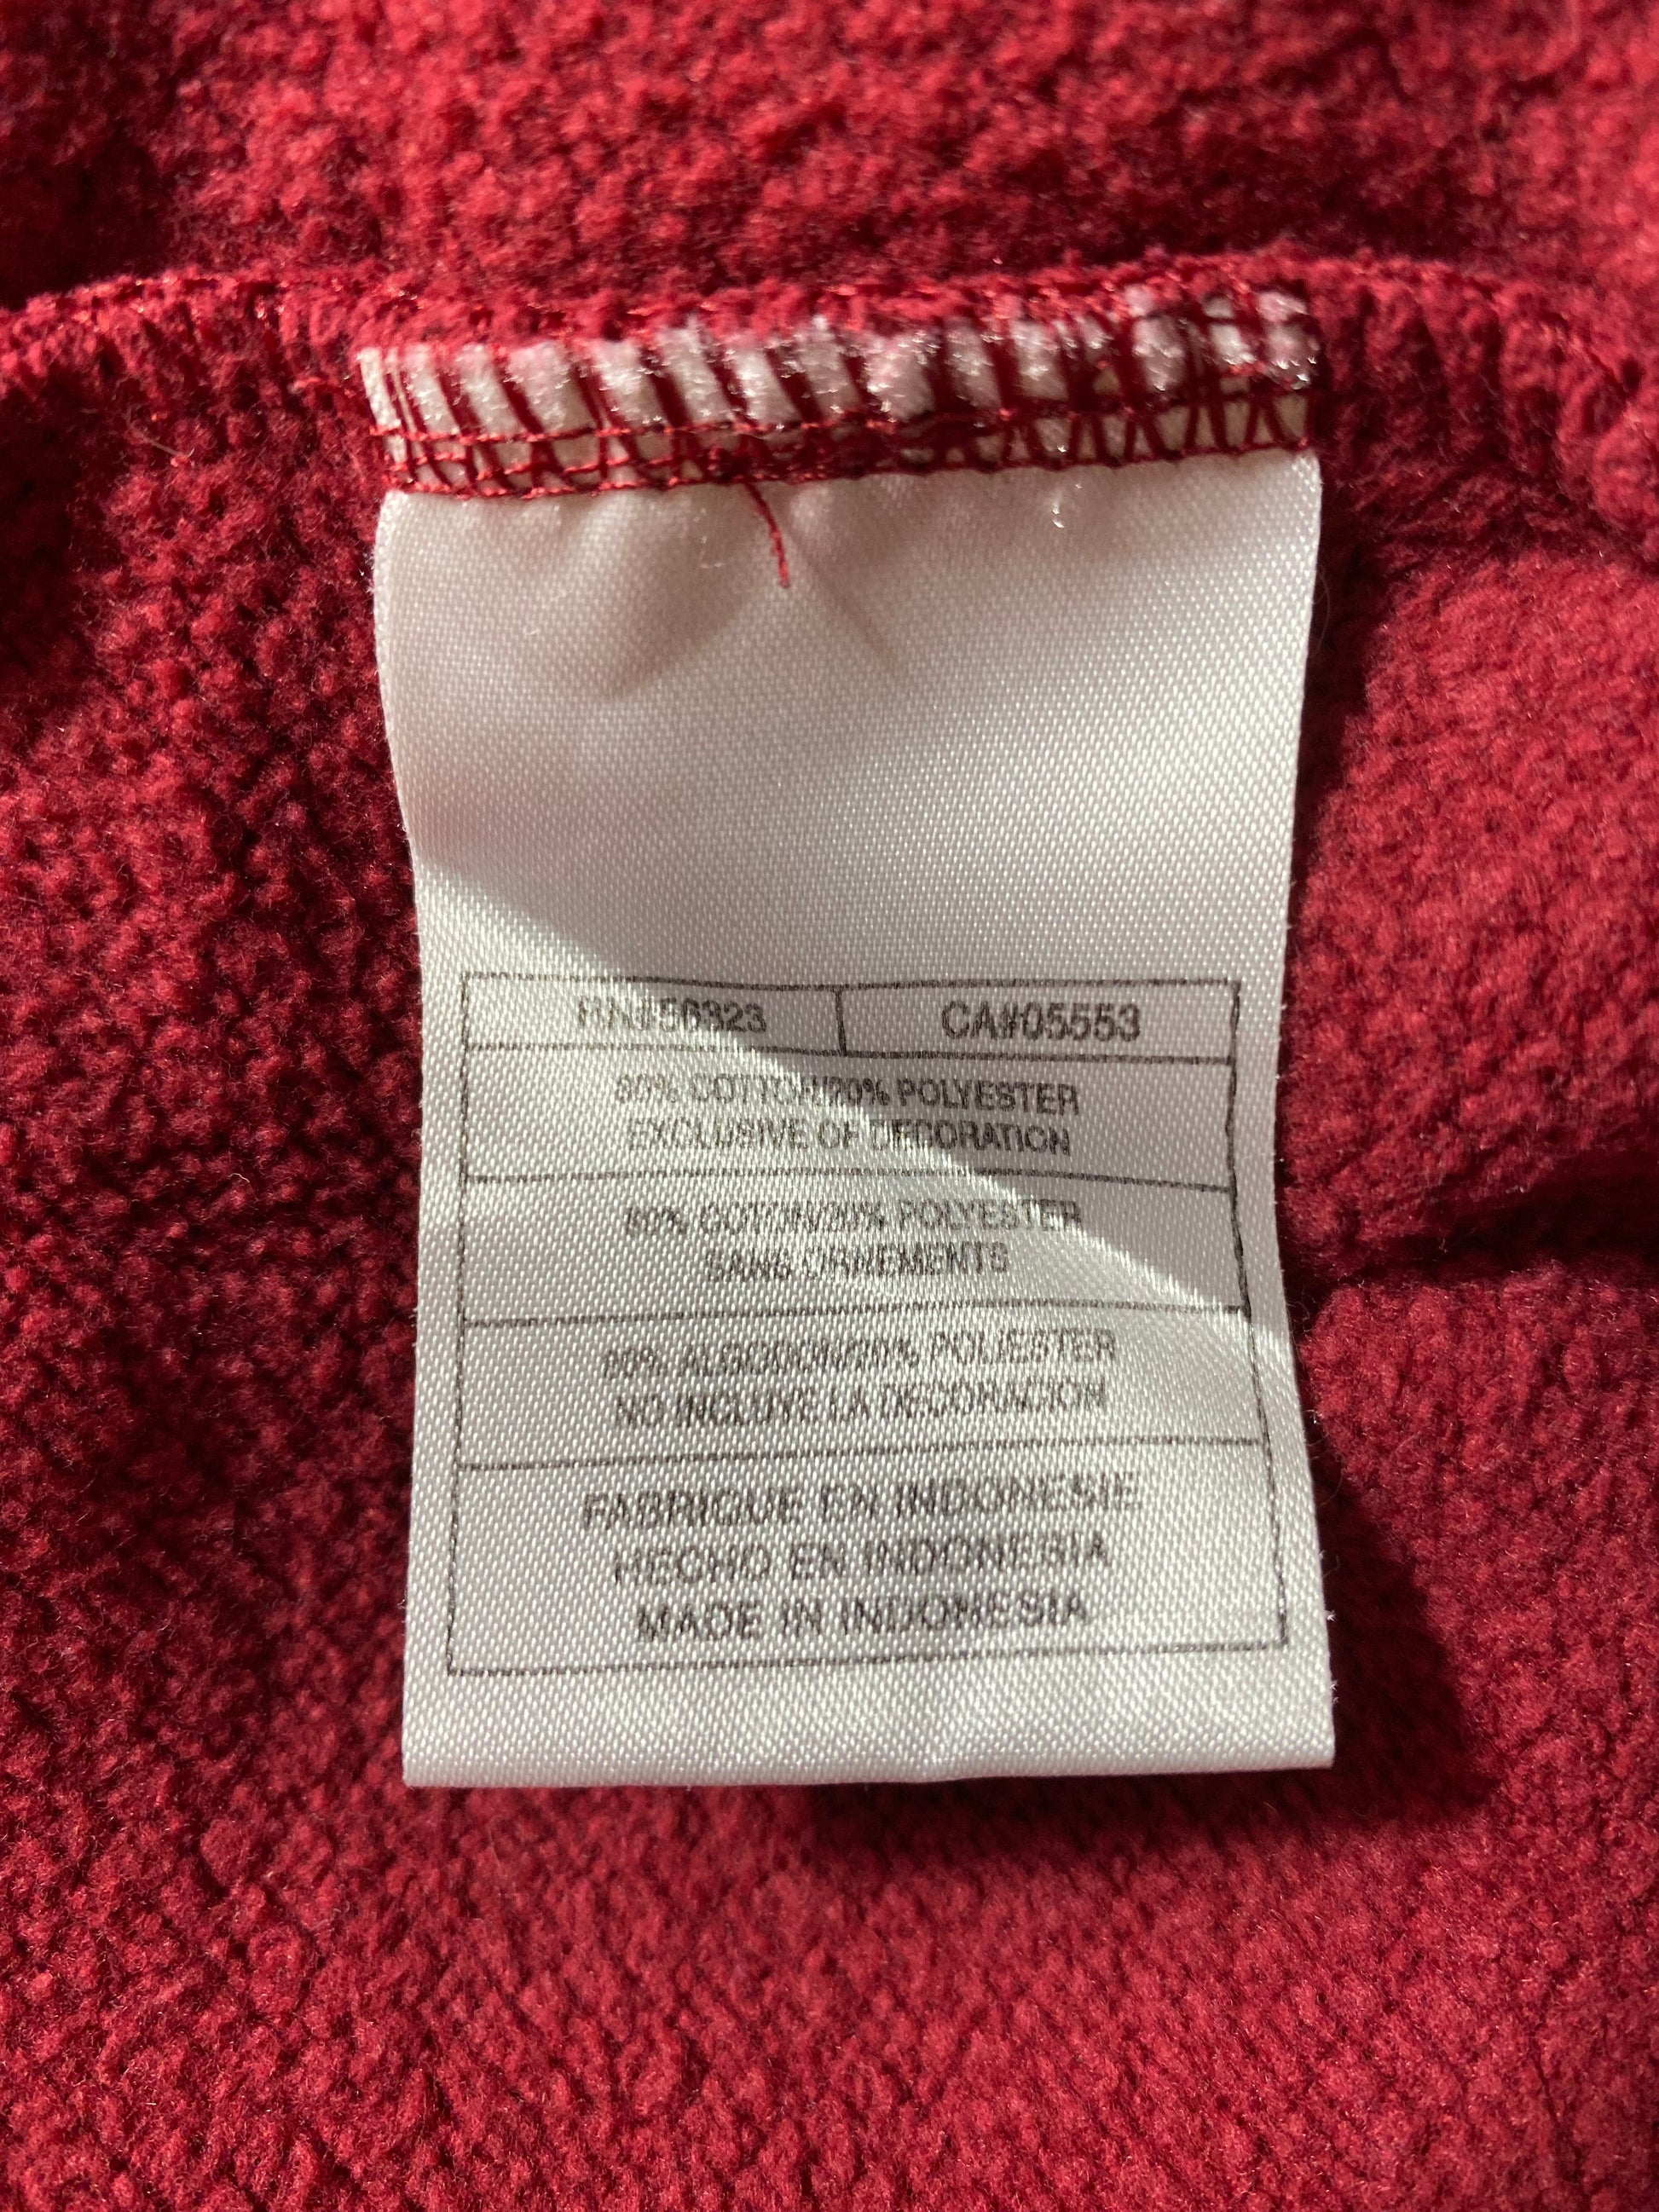 RN#56323 CA#05553
80% COTTON/20% POLYESTER
EXCLUSIVE OF DECORATION
80% COTON/20% POLYESTER
SANS ORNEMENTS
80% ALGODON/20% POLIESTER
NO INCLUYE LA DECORACION
FABRIQUE EN INDONESIE
HECHO EN INDONESIA
MADE IN INDONESIA